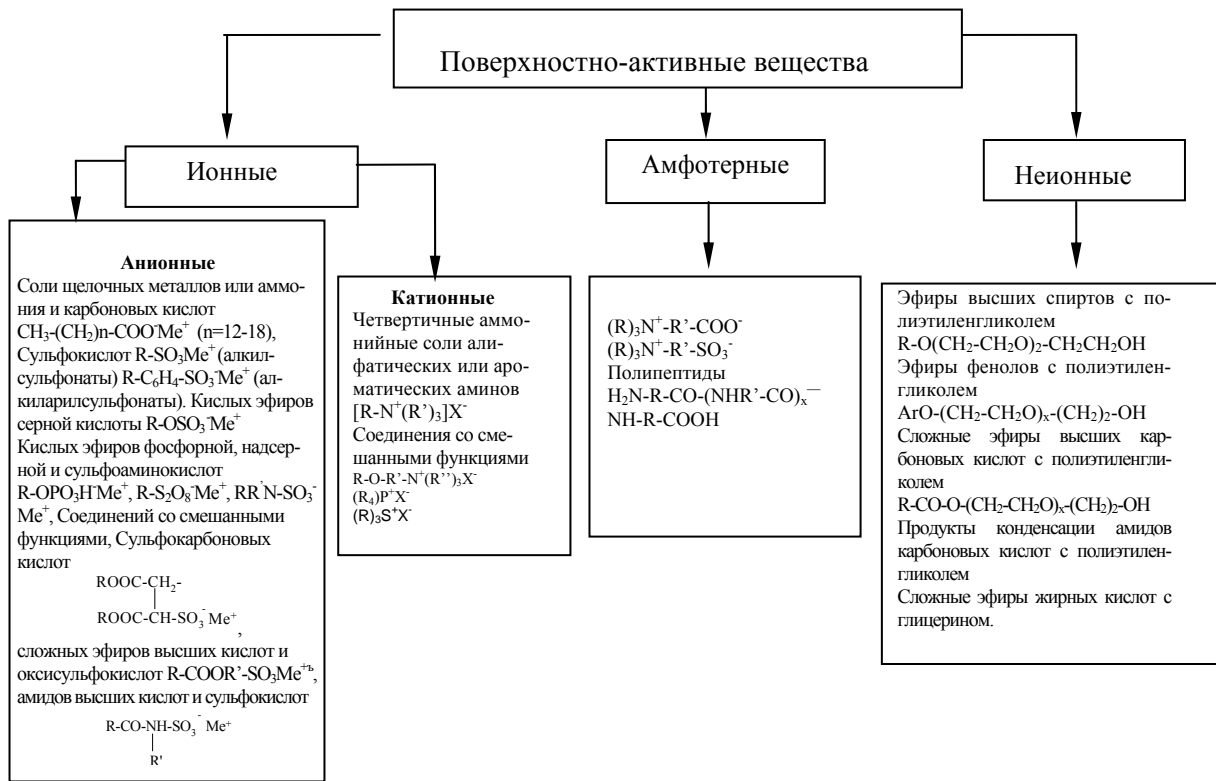 Поверхностно-активные вещества
Ионные
Амфотерные
Неионные
Анионные
Соли щелочных металлов или аммо-
ния и карбоновых кислот
CH₃-(CH₂)n-COO⁻Me⁺ (n=12-18),
Сульфокислот R-SO₃Me⁺ (алкил-
сульфонаты) R-C₆H₄-SO₃⁻Me⁺ (ал-
киларилсульфонаты). Кислых эфиров
серной кислоты R-OSO₃⁻Me⁺
Кислых эфиров фосфорной, надсер-
ной и сульфоаминокислот
R-OPO₃H⁻Me⁺, R-S₂O₈⁻Me⁺, RR'N-SO₃⁻
Me⁺, Соединений со смешанными
функциями, Сульфокарбоновых
кислот
ROOC-CH₂-
ROOC-CH-SO₃⁻ Me⁺,
сложных эфиров высших кислот и
оксисульфокислот R-COOR'-SO₃Me⁺ъ,
амидов высших кислот и сульфокислот
R-CO-NH-SO₃⁻ Me⁺
R'
Катионные
Четвертичные аммо-
нийные соли али-
фатических или аро-
матических аминов
[R-N⁺(R')₃]X⁻
Соединения со сме-
шанными функциями
R-O-R'-N⁺(R'')₃X⁻
(R₄)P⁺X⁻
(R)₃S⁺X⁻
(R)₃N⁺-R'-COO⁻
(R)₃N⁺-R'-SO₃⁻
Полипептиды
H₂N-R-CO-(NHR'-CO)ₓ—
NH-R-COOH
Эфиры высших спиртов с по-
лиэтиленгликолем
R-O(CH₂-CH₂O)₂-CH₂CH₂OH
Эфиры фенолов с полиэтилен-
гликолем
ArO-(CH₂-CH₂O)ₓ-(CH₂)₂-OH
Сложные эфиры высших кар-
боновых кислот с полиэтиленгли-
колем
R-CO-O-(CH₂-CH₂O)ₓ-(CH₂)₂-OH
Продукты конденсации амидов
карбоновых кислот с полиэтилен-
гликолем
Сложные эфиры жирных кислот с
глицерином.